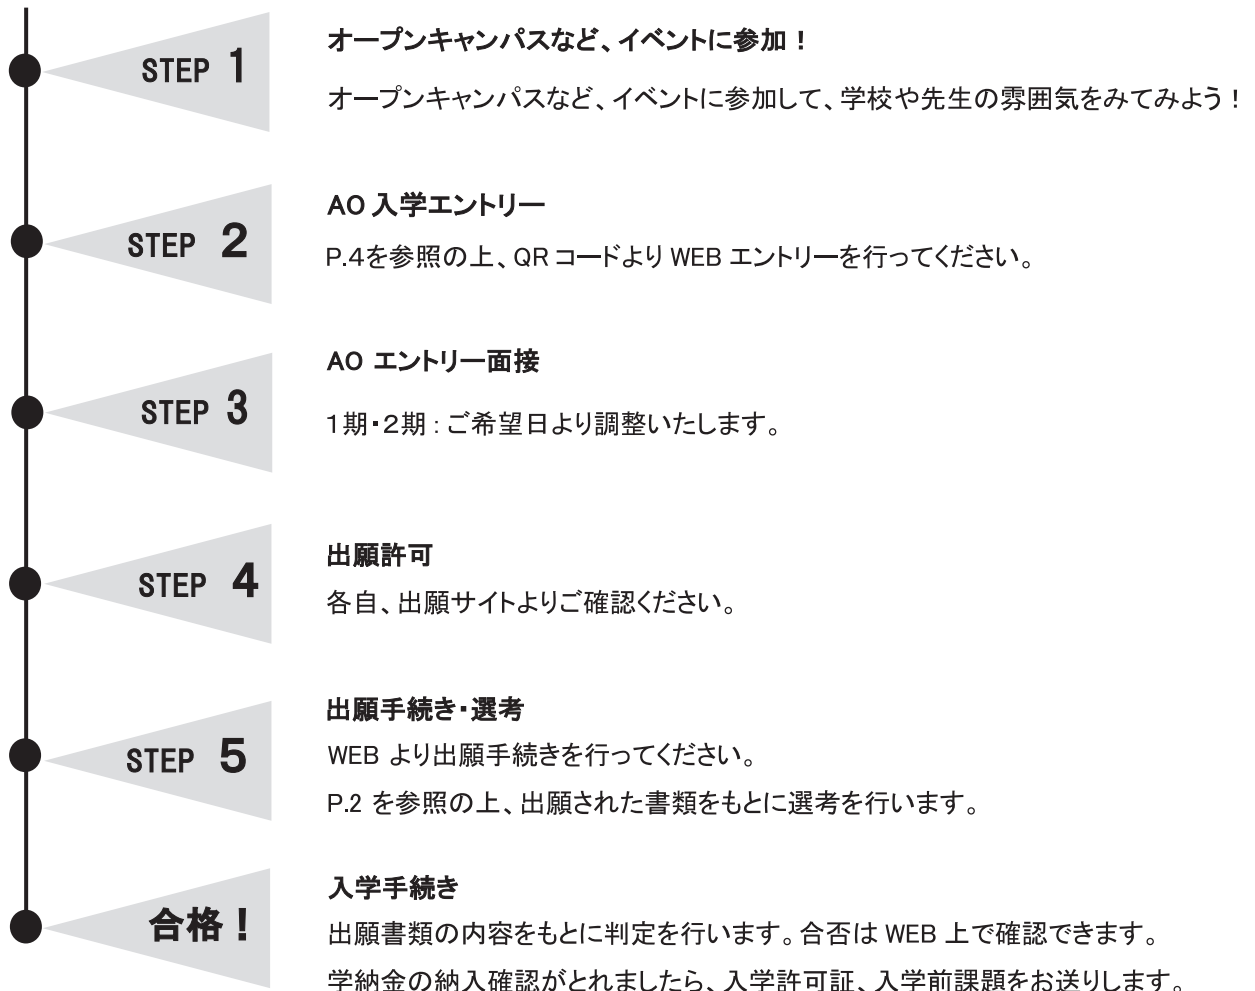 STEP 1
オープンキャンパスなど、イベントに参加！
オープンキャンパスなど、イベントに参加して、学校や先生の雰囲気をみてみよう！
STEP 2
AO入学エントリー
P.4を参照の上、QRコードより WEB エントリーを行ってください。
STEP 3
AO エントリー面接
1期・2期：ご希望日より調整いたします。
STEP 4
出願許可
各自、出願サイトよりご確認ください。
STEP 5
出願手続き・選考
WEB より出願手続きを行ってください。
P.2 を参照の上、出願された書類をもとに選考を行います。
合格！
入学手続き
出願書類の内容をもとに判定を行います。合否は WEB 上で確認できます。
学納金の納入確認がとれましたら、入学許可証、入学前課題をお送りします。